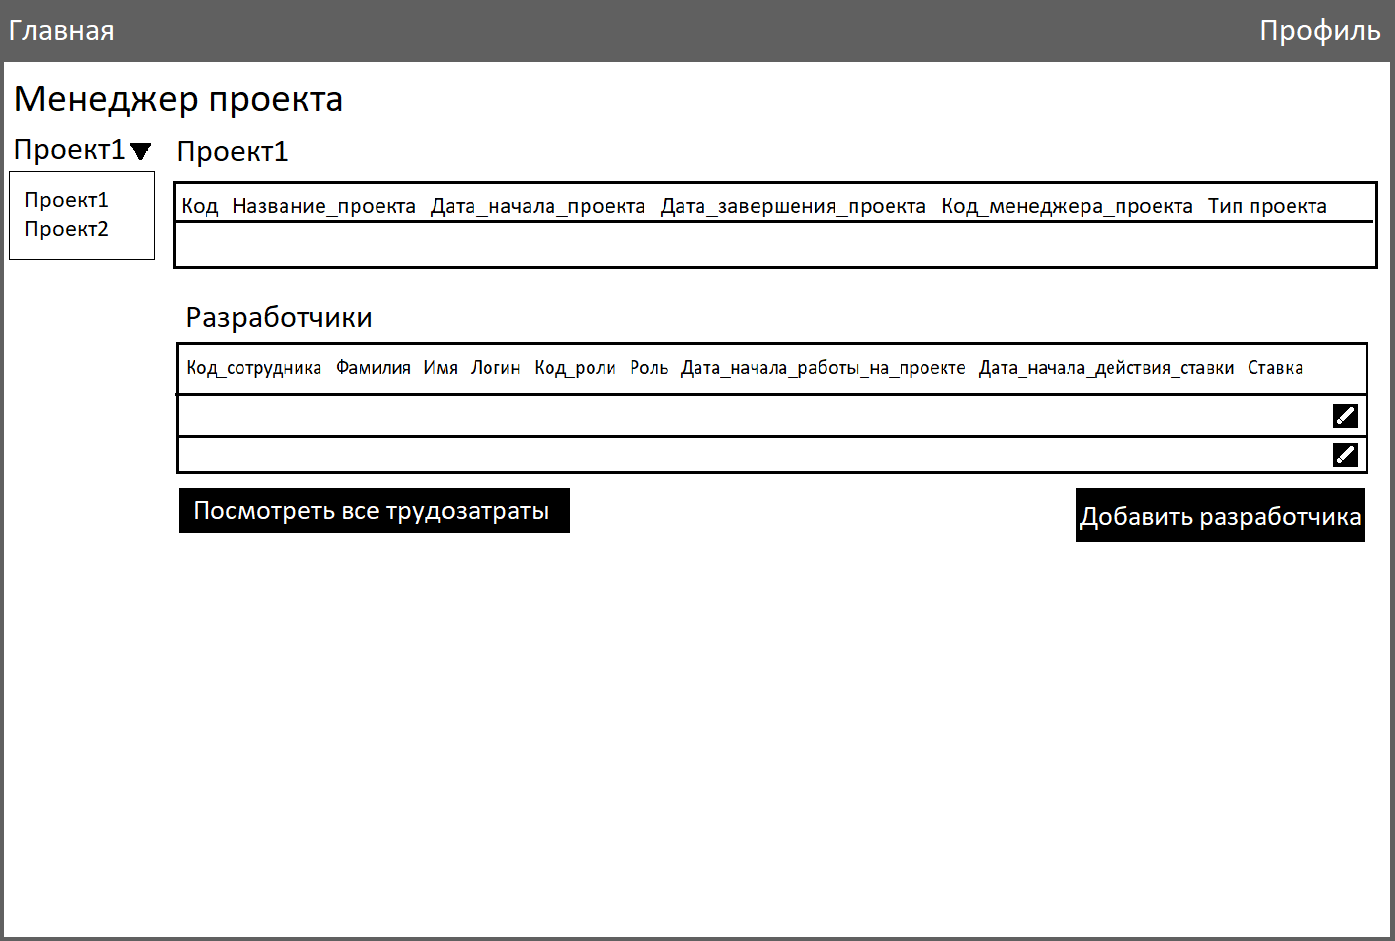 Главная Профиль
Менеджер проекта
Проект1
Проект1
Проект2
Проект1
Код Название_проекта Дата_начала_проекта Дата_завершения_проекта Код_менеджера_проекта Тип проекта
Разработчики
Код_сотрудника Фамилия Имя Логин Код_роли Роль Дата_начала_работы_на_проекте Дата_начала_действия_ставки Ставка
Посмотреть все трудозатраты
Добавить разработчика